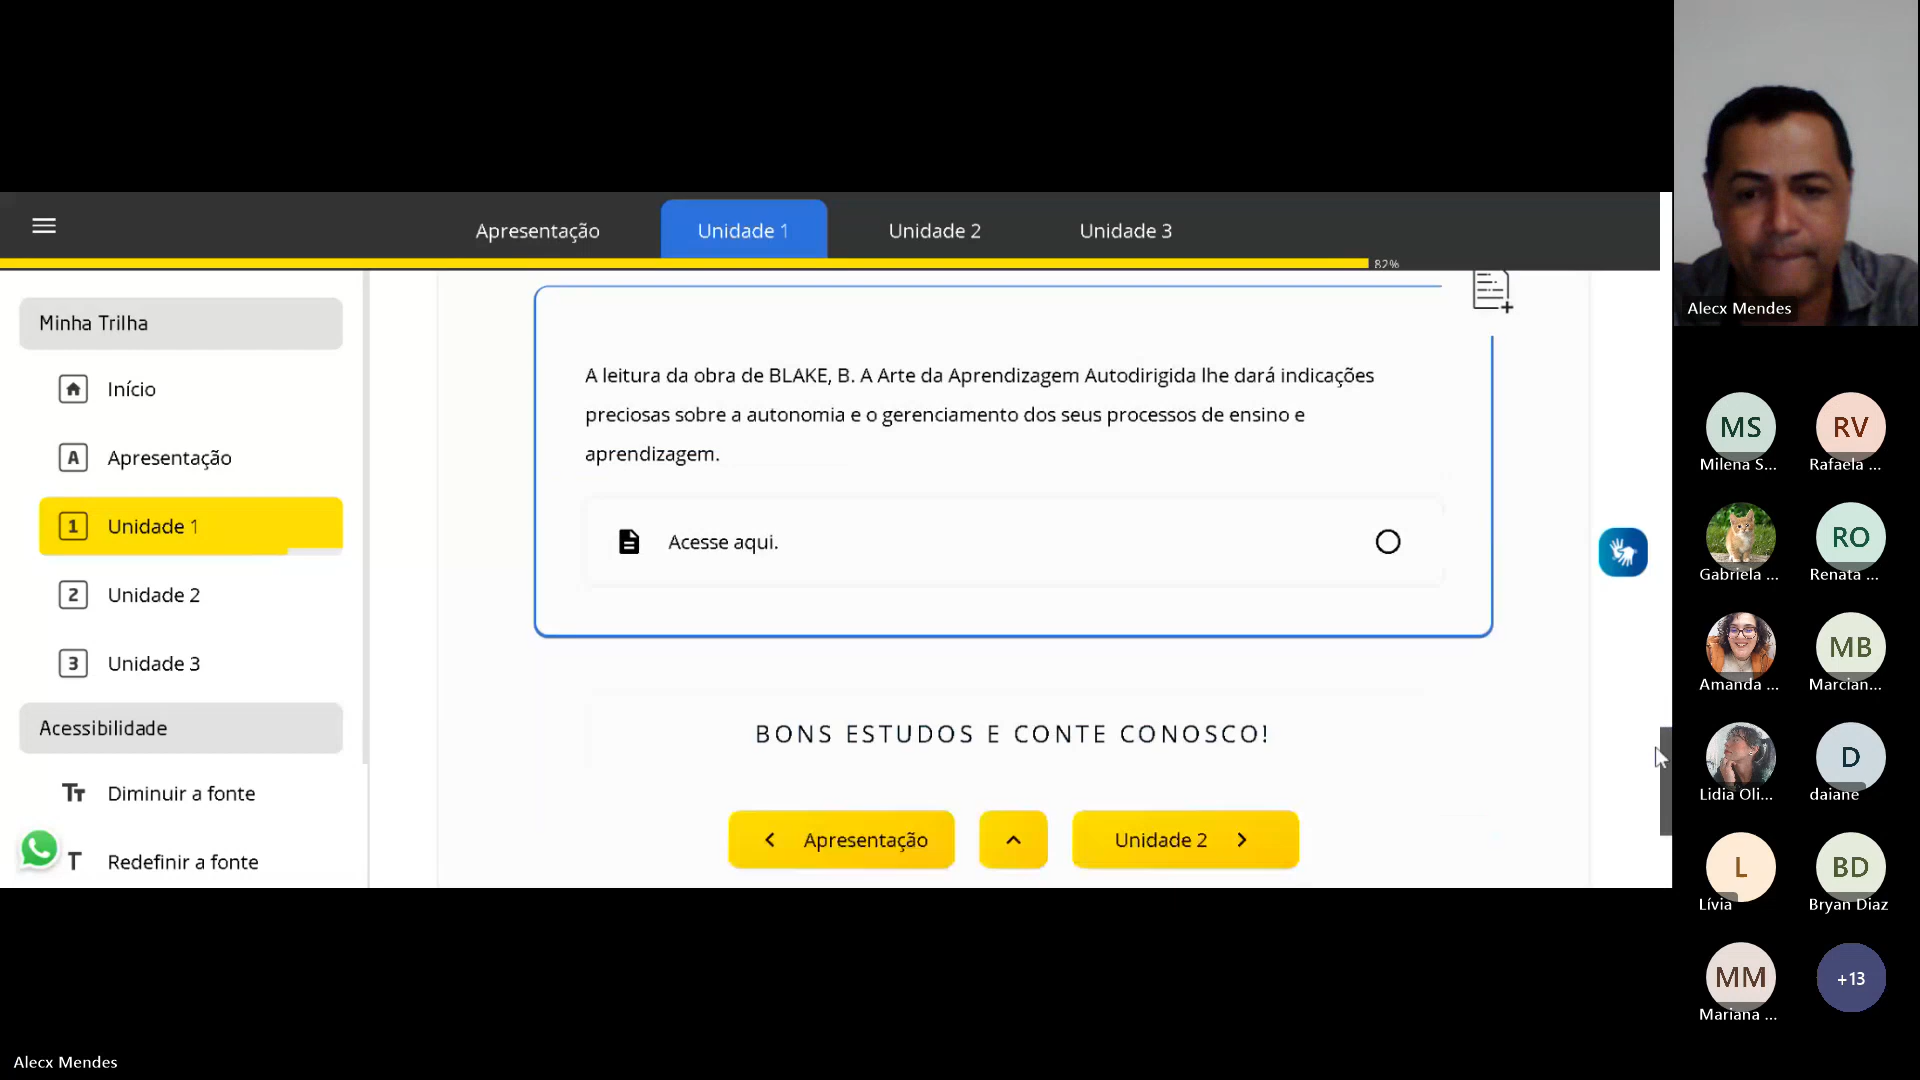 Apresentação
Unidade 1
Unidade 2
Unidade 3
82%
Minha Trilha
Início
A
Apresentação
1
Unidade 1
2
Unidade 2
3
Unidade 3
Acessibilidade
TT
Diminuir a fonte
T
Redefinir a fonte
A leitura da obra de BLAKE, B. A Arte da Aprendizagem Autodirigida lhe dará indicações
preciosas sobre a autonomia e o gerenciamento dos seus processos de ensino e
aprendizagem.
Acesse aqui.
BONS ESTUDOS E CONTE CONOSCO!
Apresentação
Unidade 2
Alecx Mendes
MS
Milena S...
RV
Rafaela ...
Gabriela ...
RO
Renata ...
Amanda ...
MB
Marcian...
Lidia Oli...
D
daiane
L
Lívia
BD
Bryan Diaz
MM
Mariana ...
+13
Alecx Mendes